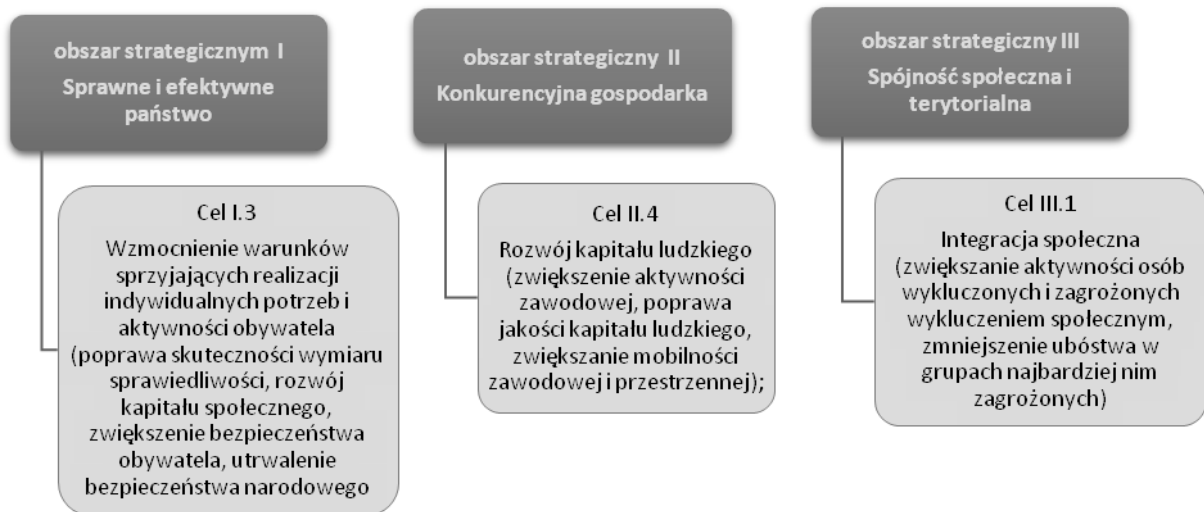 obszar strategicznym I
Sprawne i efektywne
państwo
Cel I.3
Wzmocnienie warunków
sprzyjających realizacji
indywidualnych potrzeb i
aktywności obywatela
(poprawa skuteczności wymiaru
sprawiedliwości, rozwój
kapitału społecznego,
zwiększenie bezpieczeństwa
obywatela, utrwalenie
bezpieczeństwa narodowego
obszar strategiczny II
Konkurencyjna gospodarka
Cel II.4
Rozwój kapitału ludzkiego
(zwiększenie aktywności
zawodowej, poprawa
jakości kapitału ludzkiego,
zwiększanie mobilności
zawodowej i przestrzennej);
obszar strategiczny III
Spójność społeczna i
terytorialna
Cel III.1
Integracja społeczna
(zwiększanie aktywności osób
wykluczonych i zagrożonych
wykluczeniem społecznym,
zmniejszenie ubóstwa w
grupach najbardziej nim
zagrożonych)